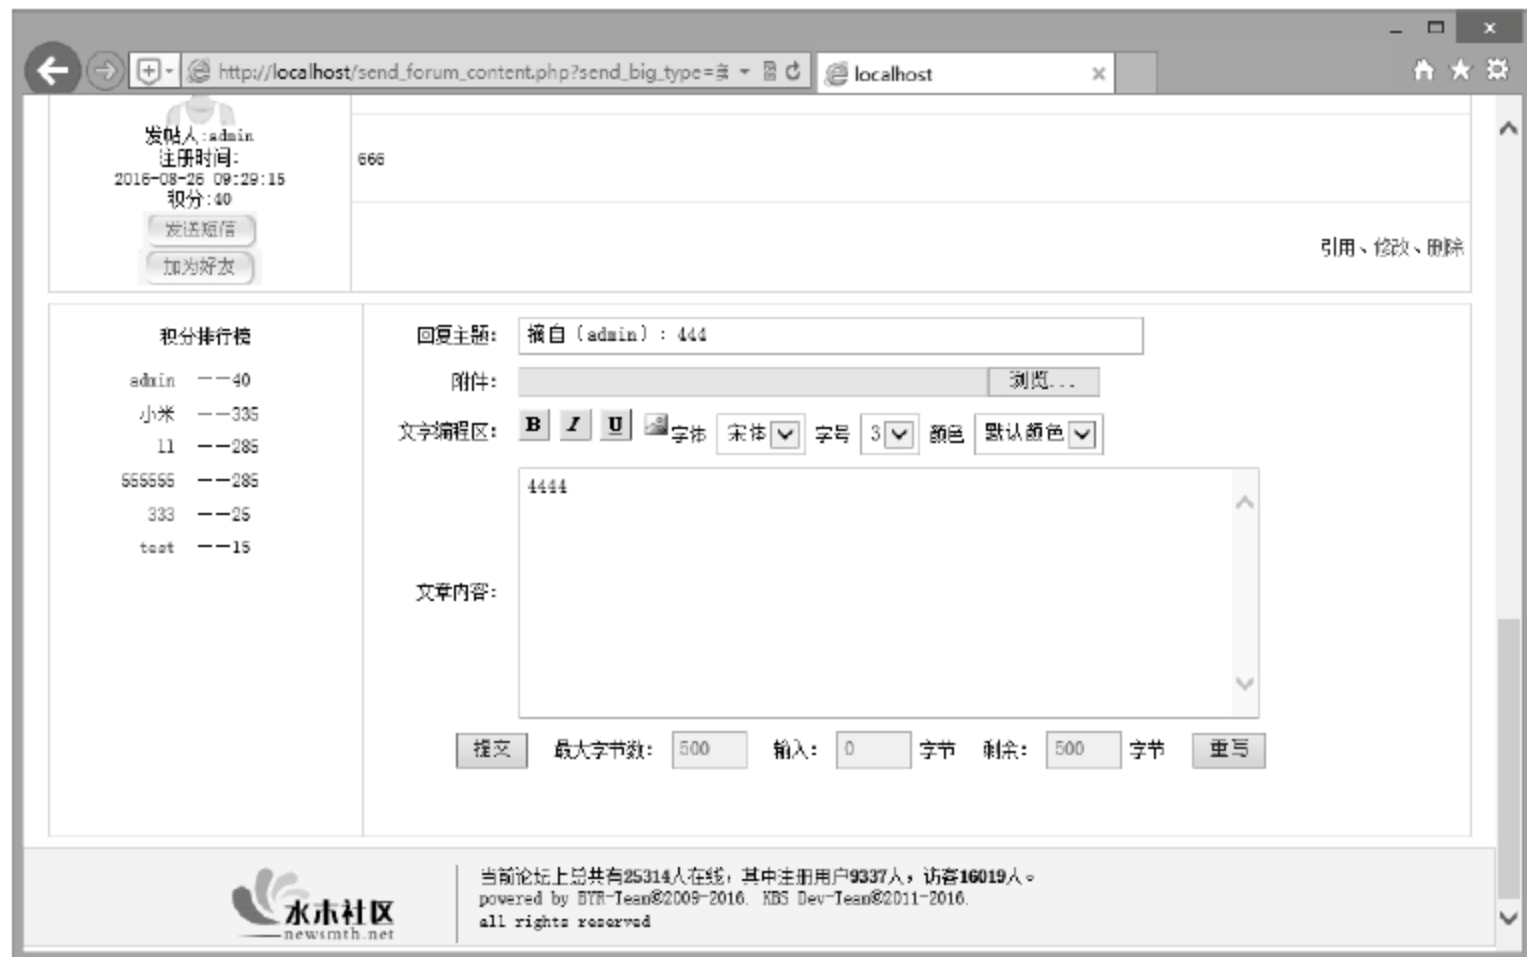 http://localhost/send_forum_content.php?send_big_type=
localhost
发帖人:admin
注册时间:
2016-08-26 09:29:15
积分:40
发送短信
加为好友
666
引用、修改、删除
积分排行榜
admin ——40
小米 ——335
11 ——285
555555 ——285
333 ——25
test ——15
回复主题: 摘自（admin）: 444
附件: 浏览...
文字编程区: B I U 字体 宋体 字号 3 颜色 默认颜色
文章内容: 4444
提交 最大字节数: 500 输入: 0 字节 剩余: 500 字节 重写
水木社区
newsmth.net
当前论坛上总共有25314人在线，其中注册用户9337人，访客16019人。
powered by BYR-Team©2009-2016. KBS Dev-Team©2011-2016.
all rights reserved